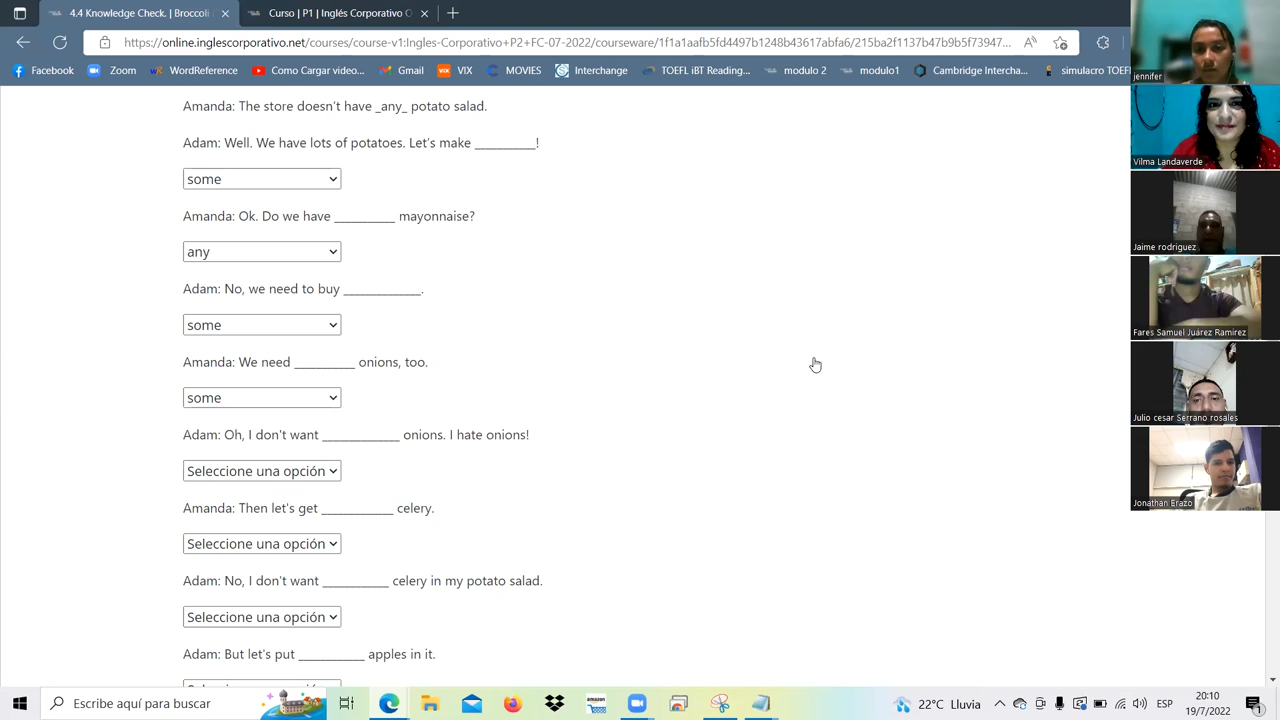 4.4 Knowledge Check. | Broccoli
Curso | P1 | Inglés Corporativo O
https://online.inglescorporativo.net/courses/course-v1:Ingles-Corporativo+P2+FC-07-2022/courseware/1f1a1aafb5fd4497b1248b43617abfa6/215ba2f1137b47b9b5f73947...
Facebook
Zoom
WordReference
Como Cargar video...
Gmail
VIX
MOVIES
Interchange
TOEFL iBT Reading...
modulo 2
modulo1
Cambridge Intercha...
simulacro TOEFL
Amanda: The store doesn't have _any_ potato salad.
Adam: Well. We have lots of potatoes. Let's make __________!
some
Amanda: Ok. Do we have __________ mayonnaise?
any
Adam: No, we need to buy _____________.
some
Amanda: We need __________ onions, too.
some
Adam: Oh, I don't want _____________ onions. I hate onions!
Seleccione una opción
Amanda: Then let's get ____________ celery.
Seleccione una opción
Adam: No, I don't want ___________ celery in my potato salad.
Seleccione una opción
Adam: But let's put ___________ apples in it.
jennifer
Vilma Landaverde
Jaime rodriguez
Fares Samuel Juárez Ramirez
Julio cesar Serrano rosales
Jonathan Erazo
Escribe aquí para buscar
amazon
22°C Lluvia
ESP
20:10
19/7/2022
1